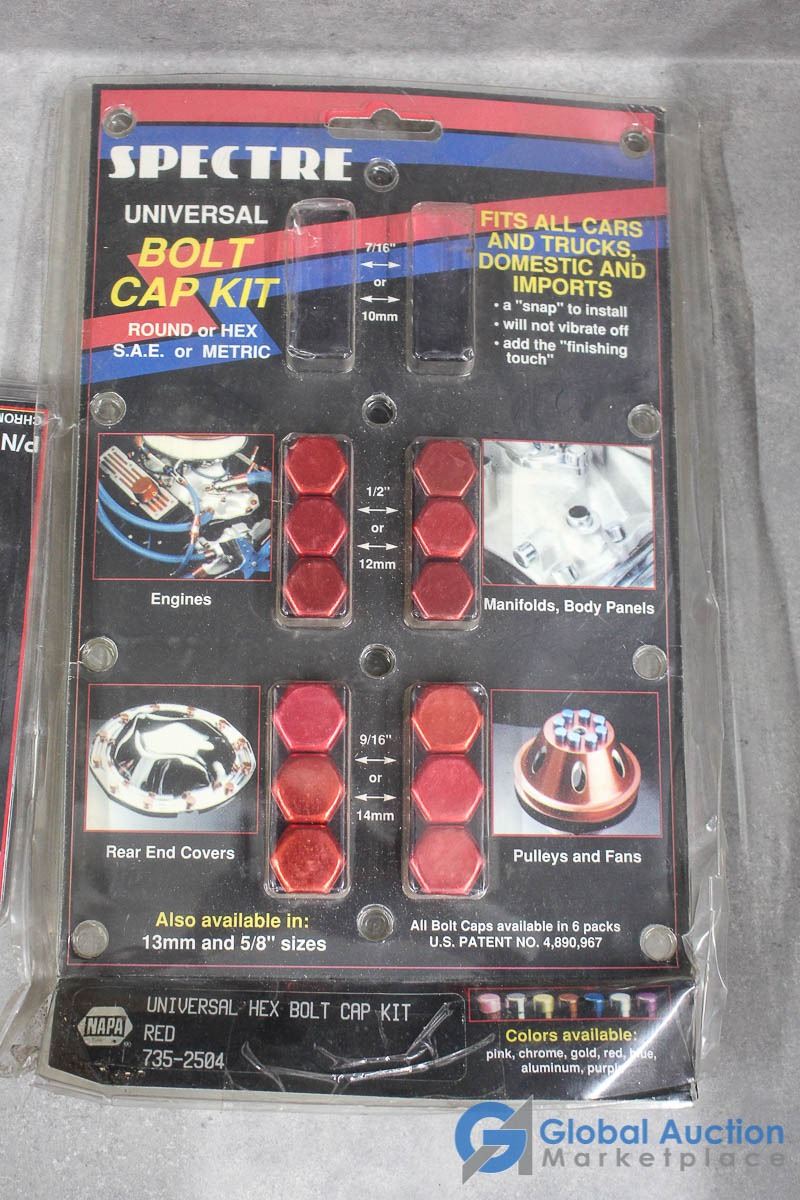 SPECTRE
UNIVERSAL
BOLT
CAP KIT
ROUND or HEX
S.A.E. or METRIC
7/16"
or
10mm
FITS ALL CARS
AND TRUCKS,
DOMESTIC AND
IMPORTS
• a "snap" to install
• will not vibrate off
• add the "finishing
touch"
P/N
CHROM
1/2"
or
12mm
Engines
Manifolds, Body Panels
9/16"
or
14mm
Rear End Covers
Pulleys and Fans
Also available in:
13mm and 5/8" sizes
All Bolt Caps available in 6 packs
U.S. PATENT NO. 4,890,967
NAPA
UNIVERSAL HEX BOLT CAP KIT
RED
735-2504
Colors available:
pink, chrome, gold, red, blue,
aluminum, purple
Global Auction
Marketplace